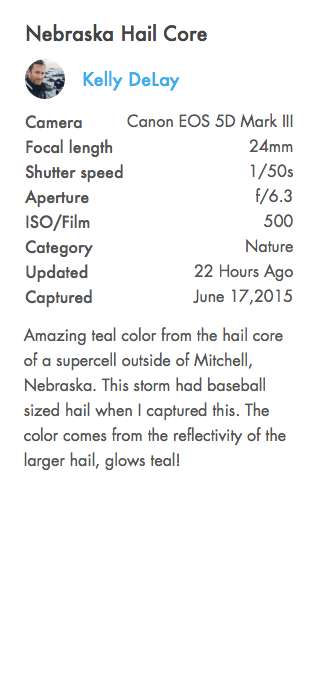 Nebraska Hail Core
Kelly DeLay
Camera Canon EOS 5D Mark III
Focal length 24mm
Shutter speed 1/50s
Aperture f/6.3
ISO/Film 500
Category Nature
Updated 22 Hours Ago
Captured June 17,2015
Amazing teal color from the hail core
of a supercell outside of Mitchell,
Nebraska. This storm had baseball
sized hail when I captured this. The
color comes from the reflectivity of the
larger hail, glows teal!